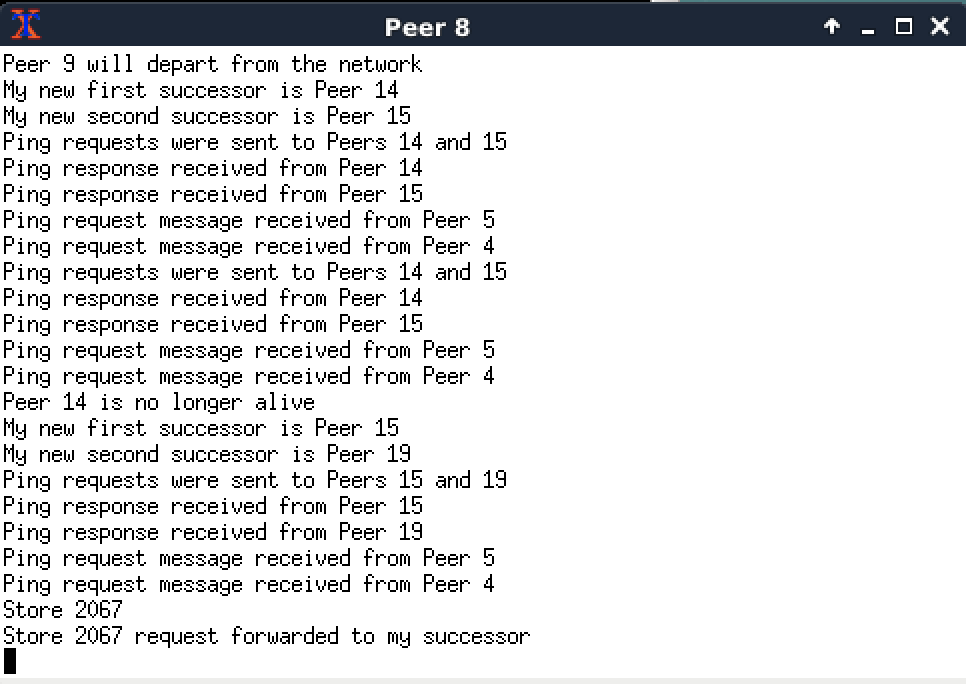 Peer 8
Peer 9 will depart from the network
My new first successor is Peer 14
My new second successor is Peer 15
Ping requests were sent to Peers 14 and 15
Ping response received from Peer 14
Ping response received from Peer 15
Ping request message received from Peer 5
Ping request message received from Peer 4
Ping requests were sent to Peers 14 and 15
Ping response received from Peer 14
Ping response received from Peer 15
Ping request message received from Peer 5
Ping request message received from Peer 4
Peer 14 is no longer alive
My new first successor is Peer 15
My new second successor is Peer 19
Ping requests were sent to Peers 15 and 19
Ping response received from Peer 15
Ping response received from Peer 19
Ping request message received from Peer 5
Ping request message received from Peer 4
Store 2067
Store 2067 request forwarded to my successor